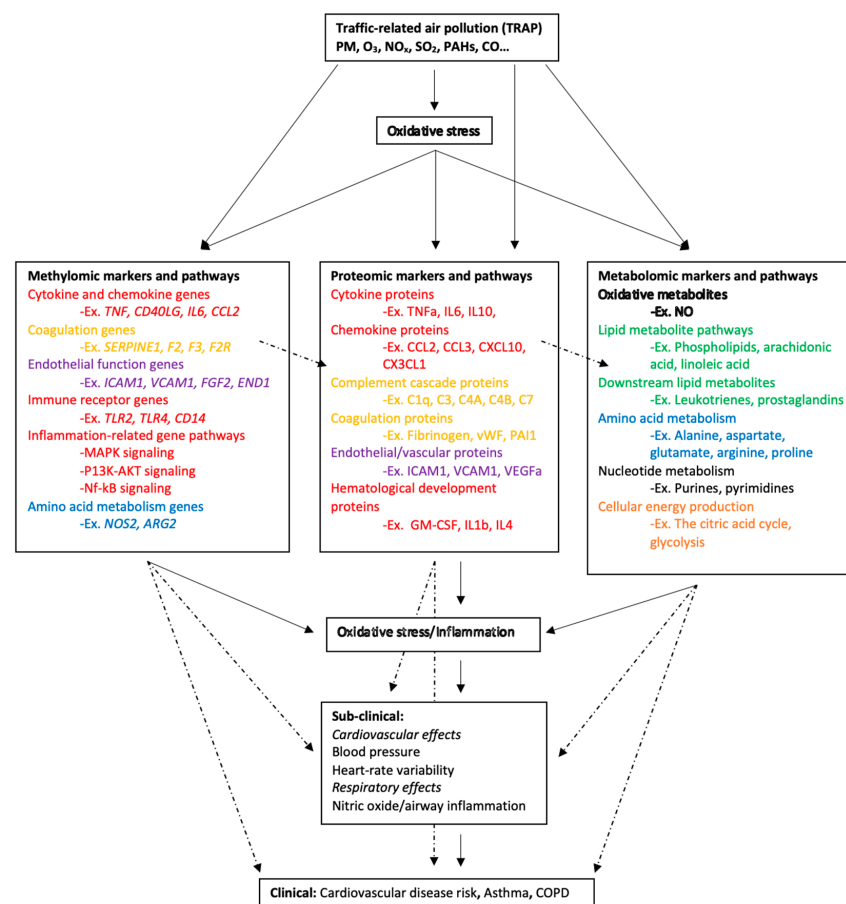 Traffic-related air pollution (TRAP)
PM, O₃, NOₓ, SO₂, PAHs, CO...
Oxidative stress
Methylomic markers and pathways
Cytokine and chemokine genes
-Ex. TNF, CD40LG, IL6, CCL2
Coagulation genes
-Ex. SERPINE1, F2, F3, F2R
Endothelial function genes
-Ex. ICAM1, VCAM1, FGF2, END1
Immune receptor genes
-Ex. TLR2, TLR4, CD14
Inflammation-related gene pathways
-MAPK signaling
-P13K-AKT signaling
-Nf-kB signaling
Amino acid metabolism genes
-Ex. NOS2, ARG2
Proteomic markers and pathways
Cytokine proteins
-Ex. TNFa, IL6, IL10,
Chemokine proteins
-Ex. CCL2, CCL3, CXCL10,
CX3CL1
Complement cascade proteins
-Ex. C1q, C3, C4A, C4B, C7
Coagulation proteins
-Ex. Fibrinogen, vWF, PAI1
Endothelial/vascular proteins
-Ex. ICAM1, VCAM1, VEGFa
Hematological development
proteins
-Ex. GM-CSF, IL1b, IL4
Metabolomic markers and pathways
Oxidative metabolites
-Ex. NO
Lipid metabolite pathways
-Ex. Phospholipids, arachidonic
acid, linoleic acid
Downstream lipid metabolites
-Ex. Leukotrienes, prostaglandins
Amino acid metabolism
-Ex. Alanine, aspartate,
glutamate, arginine, proline
Nucleotide metabolism
-Ex. Purines, pyrimidines
Cellular energy production
-Ex. The citric acid cycle,
glycolysis
Oxidative stress/Inflammation
Sub-clinical:
Cardiovascular effects
Blood pressure
Heart-rate variability
Respiratory effects
Nitric oxide/airway inflammation
Clinical: Cardiovascular disease risk, Asthma, COPD